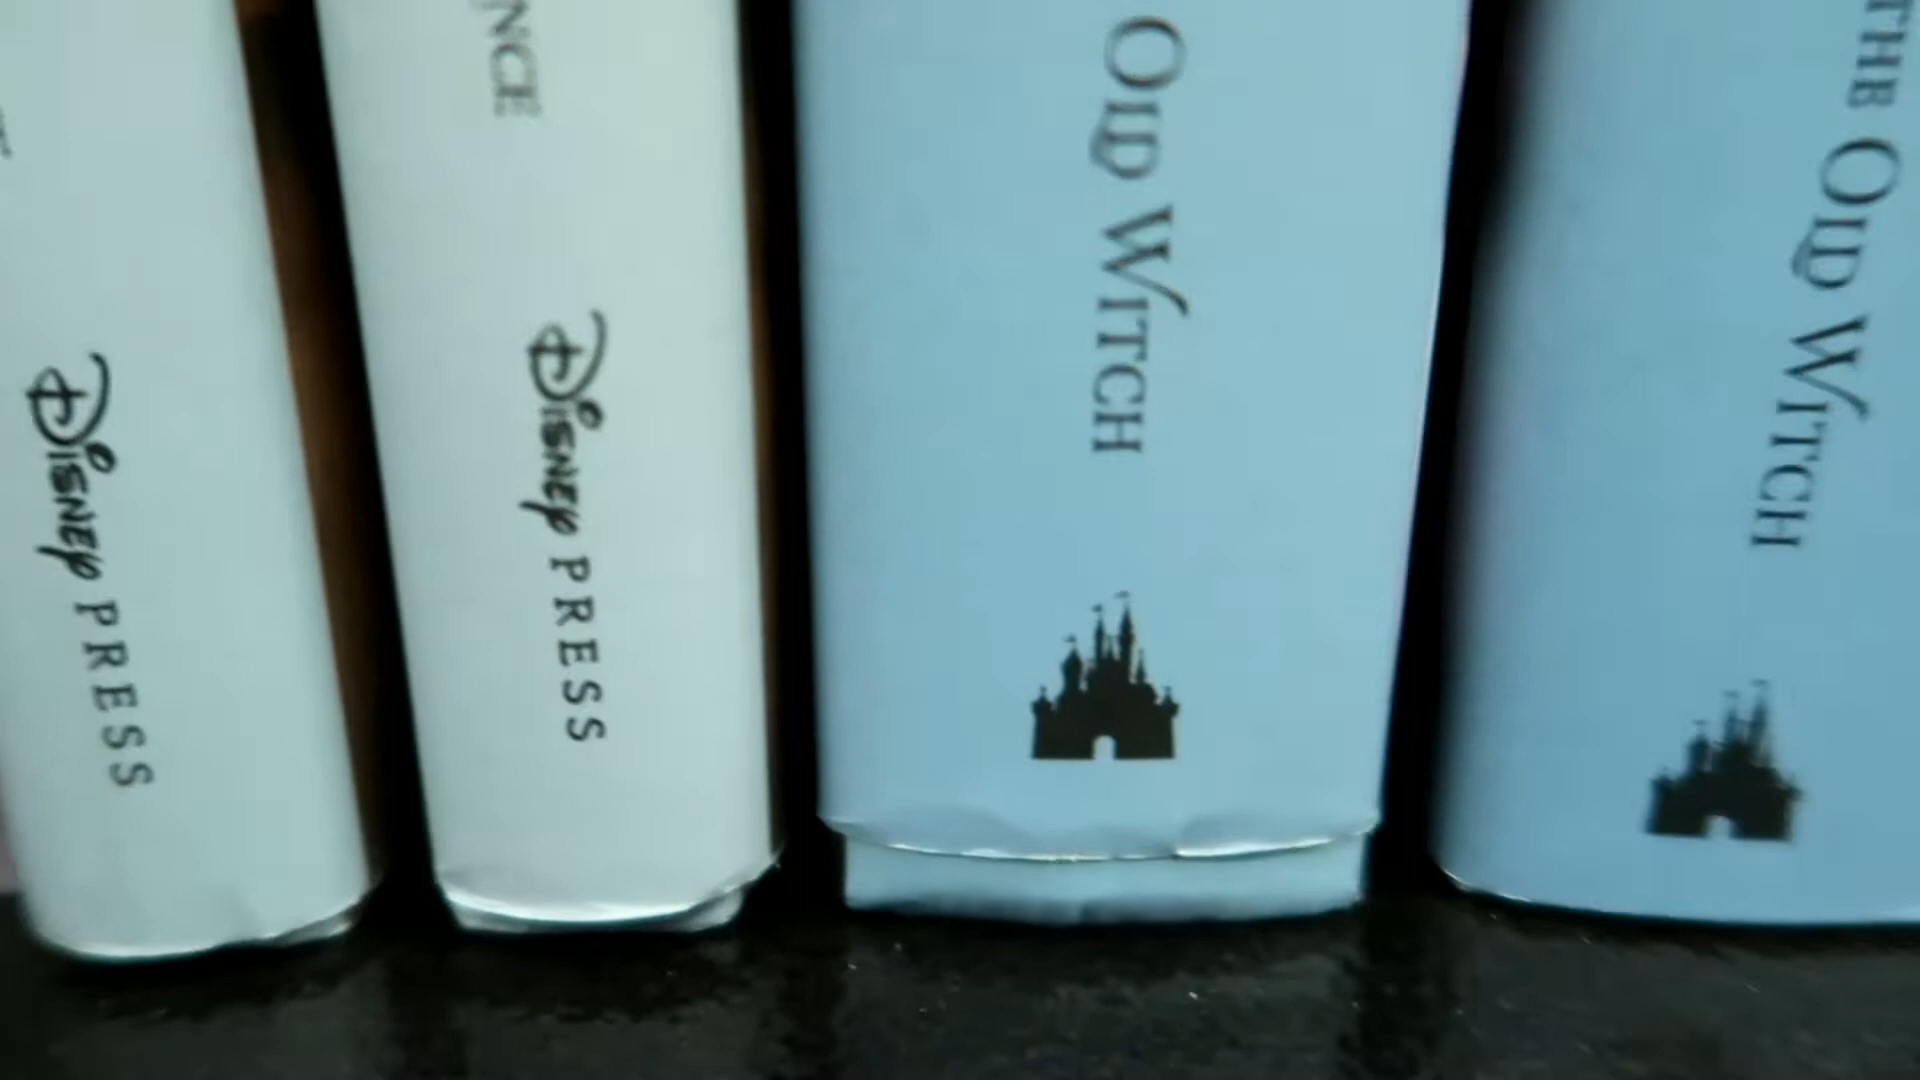 DISNEY PRESS
NCE
DISNEY PRESS
OLD WITCH
THE OLD WITCH